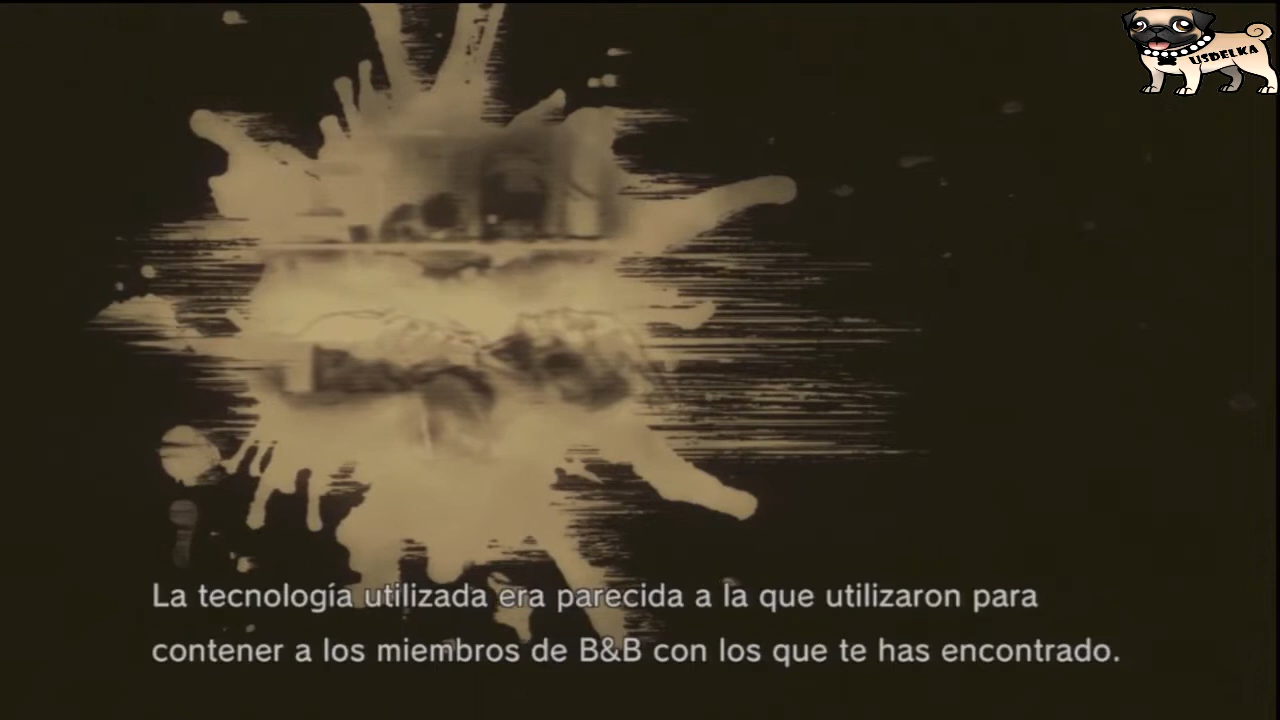 USDELKA
La tecnología utilizada era parecida a la que utilizaron para
contener a los miembros de B&B con los que te has encontrado.